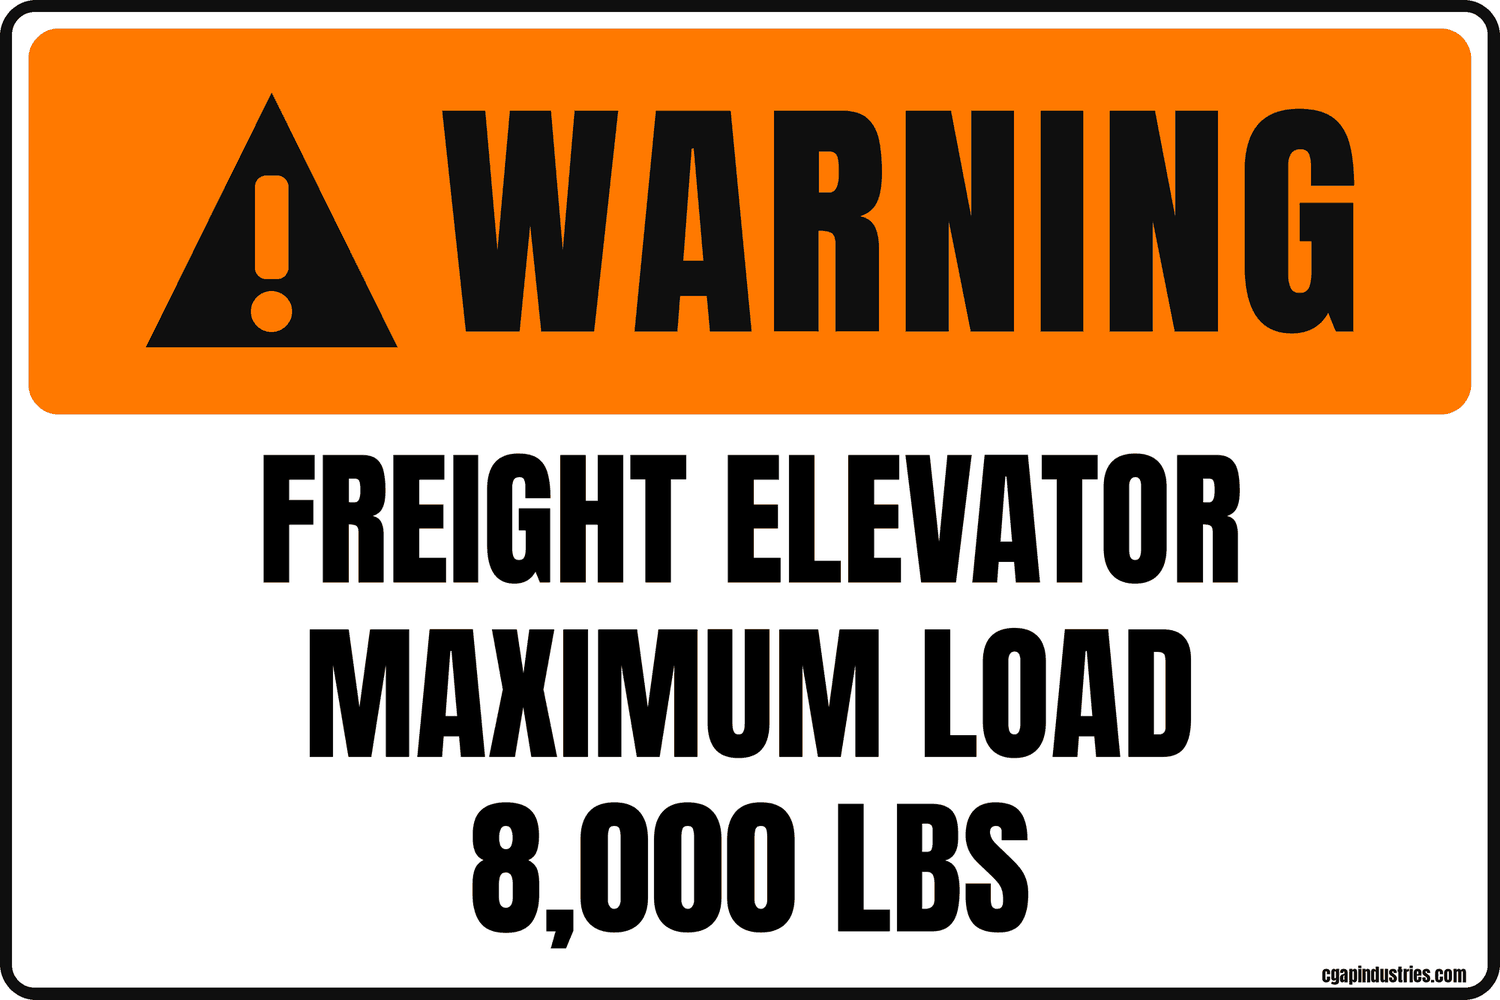 WARNING
FREIGHT ELEVATOR
MAXIMUM LOAD
8,000 LBS
cgapindustries.com